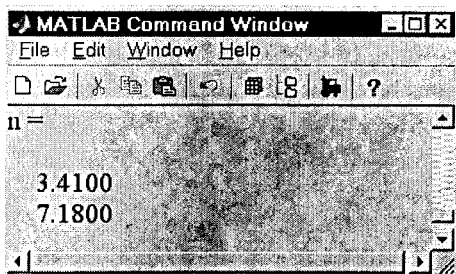 MATLAB Command Window
File Edit Window Help
?
n =
3.4100
7.1800